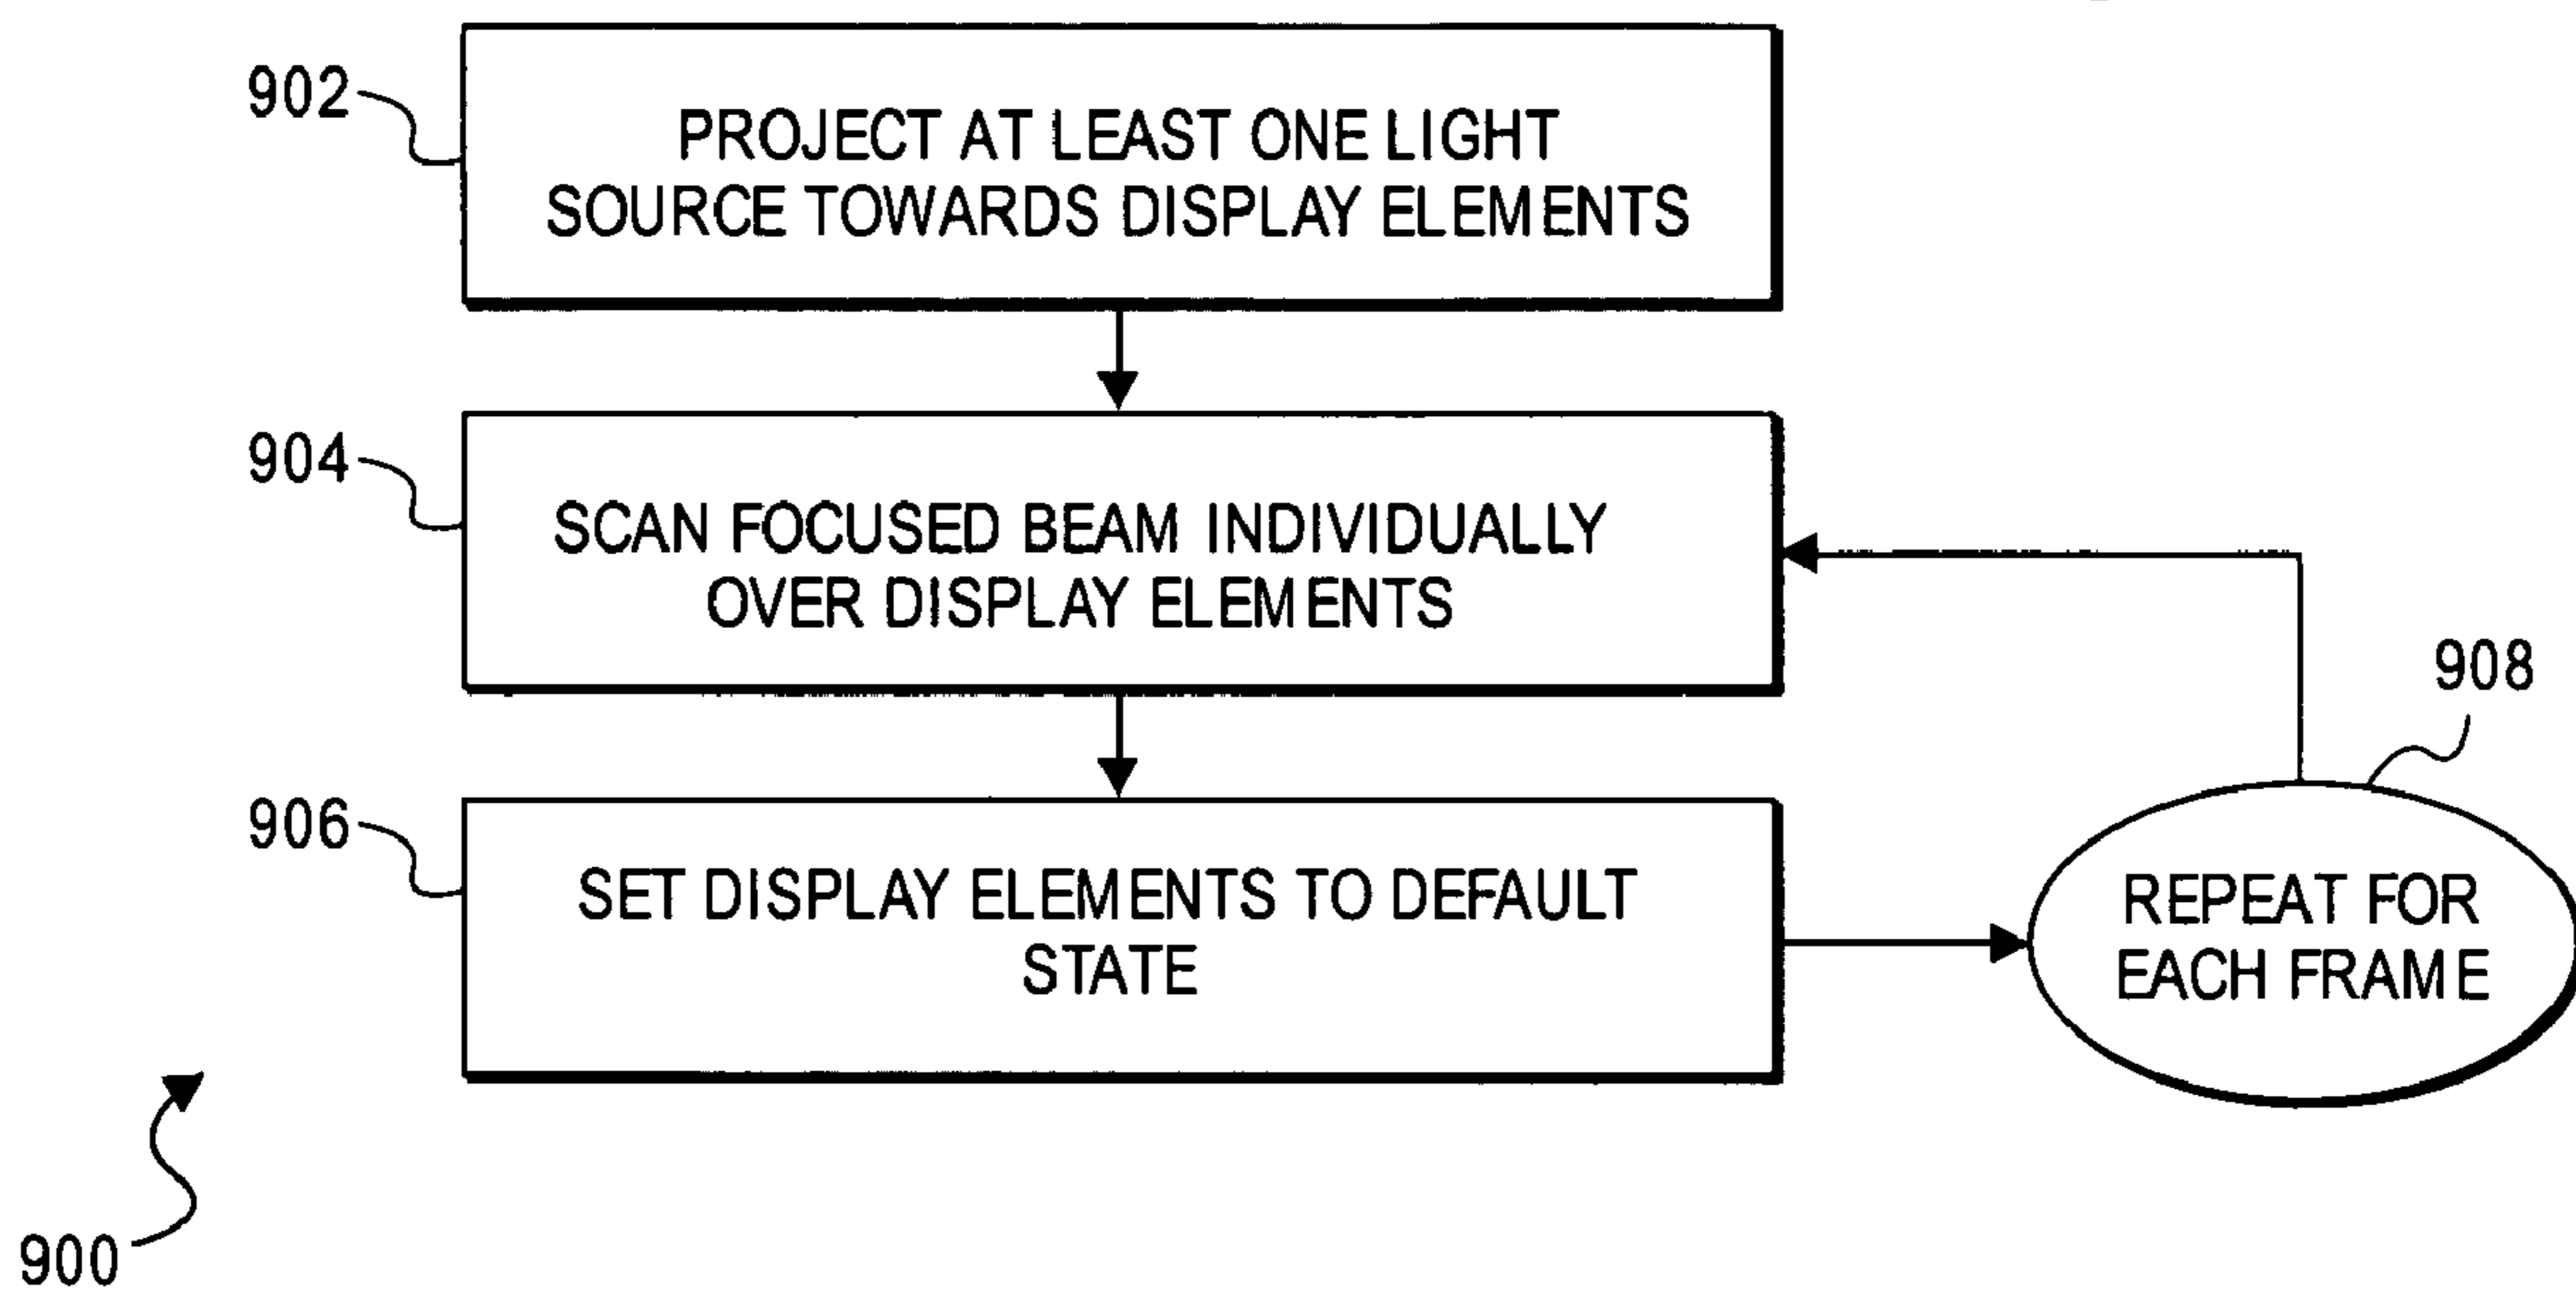 902
PROJECT AT LEAST ONE LIGHT
SOURCE TOWARDS DISPLAY ELEMENTS
904
SCAN FOCUSED BEAM INDIVIDUALLY
OVER DISPLAY ELEMENTS
908
906
SET DISPLAY ELEMENTS TO DEFAULT
STATE
REPEAT FOR
EACH FRAME
900